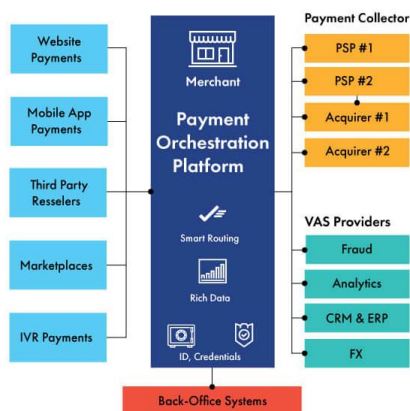 Website
Payments
Mobile App
Payments
Third Party
Resselers
Marketplaces
IVR Payments
Merchant
Payment
Orchestration
Platform
Smart Routing
Rich Data
ID, Credentials
Back-Office Systems
Payment Collector
PSP #1
PSP #2
Acquirer #1
Acquirer #2
VAS Providers
Fraud
Analytics
CRM & ERP
FX